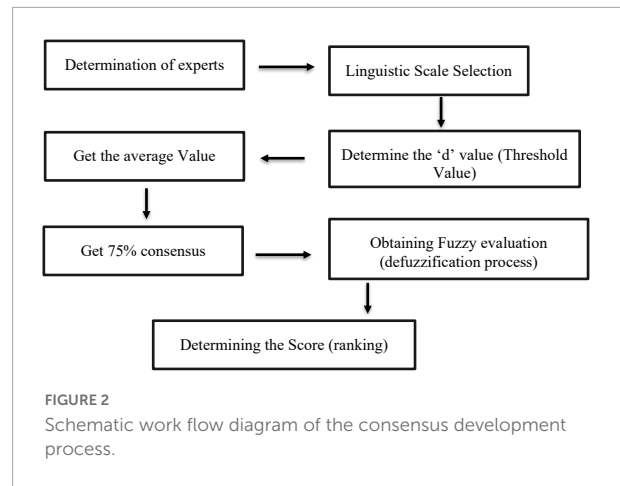 Determination of experts
Linguistic Scale Selection
Get the average Value
Determine the ‘d’ value (Threshold
Value)
Get 75% consensus
Obtaining Fuzzy evaluation
(defuzzification process)
Determining the Score (ranking)
FIGURE 2
Schematic work flow diagram of the consensus development
process.